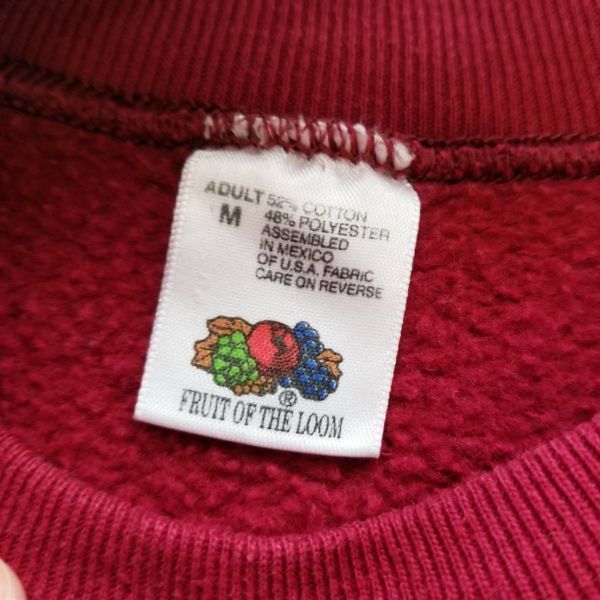 ADULT 52% COTTON
M 48% POLYESTER
ASSEMBLED
IN MEXICO
OF U.S.A. FABRIC
CARE ON REVERSE
®
FRUIT OF THE LOOM